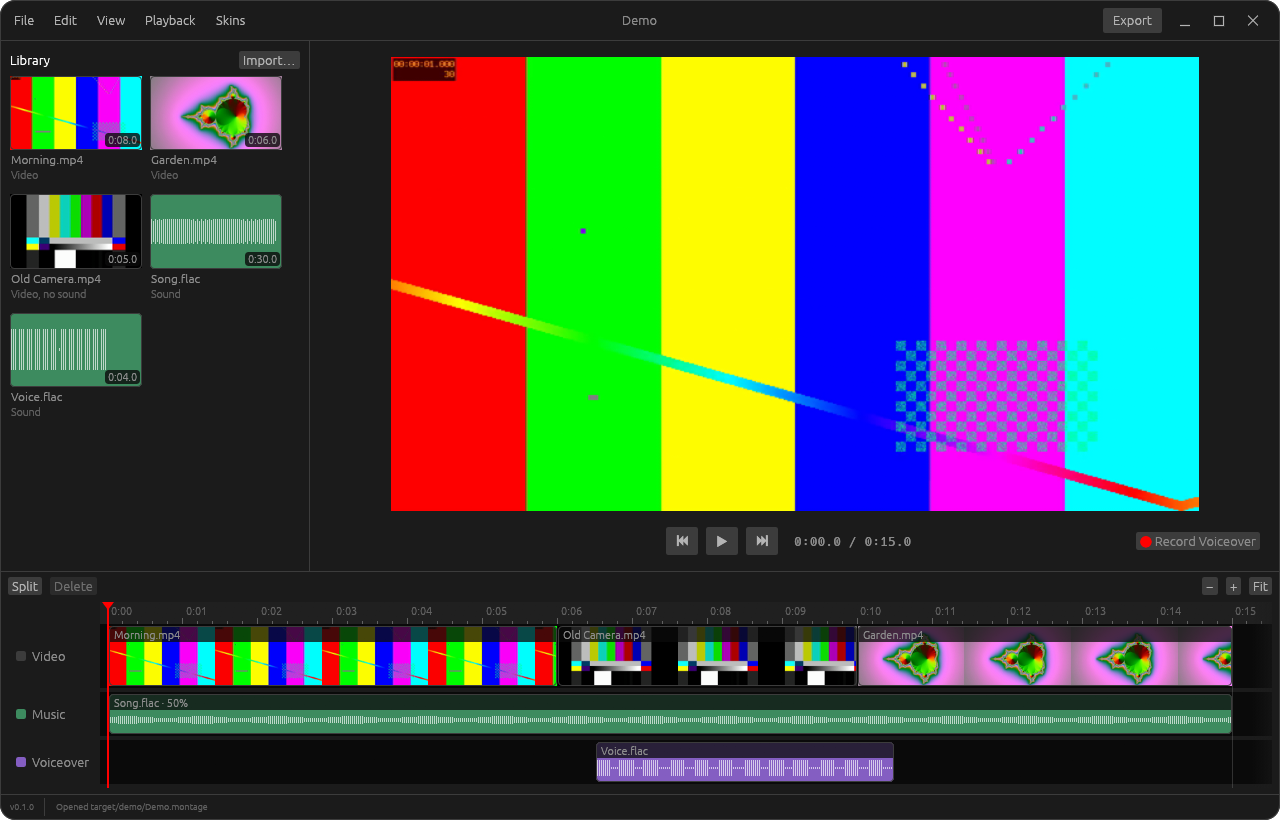 File Edit View Playback Skins
Demo
Export
Library
Import…
00:00:01.000
30
0:08.0
0:06.0
Morning.mp4
Garden.mp4
Video
Video
0:05.0
0:30.0
Old Camera.mp4
Song.flac
Video, no sound
Sound
0:04.0
Voice.flac
Sound
0:00.0 / 0:15.0
Record Voiceover
Split Delete
− + Fit
0:00 0:01 0:02 0:03 0:04 0:05 0:06 0:07 0:08 0:09 0:10 0:11 0:12 0:13 0:14 0:15
Morning.mp4
Old Camera.mp4
Garden.mp4
Video
Song.flac · 50%
Music
Voice.flac
Voiceover
v0.1.0
Opened target/demo/Demo.montage